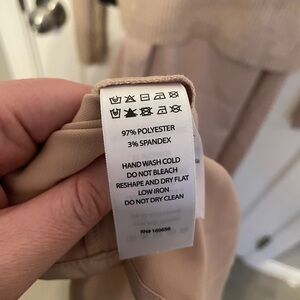 97% POLYESTER
3% SPANDEX
HAND WASH COLD
DO NOT BLEACH
RESHAPE AND DRY FLAT
LOW IRON
DO NOT DRY CLEAN